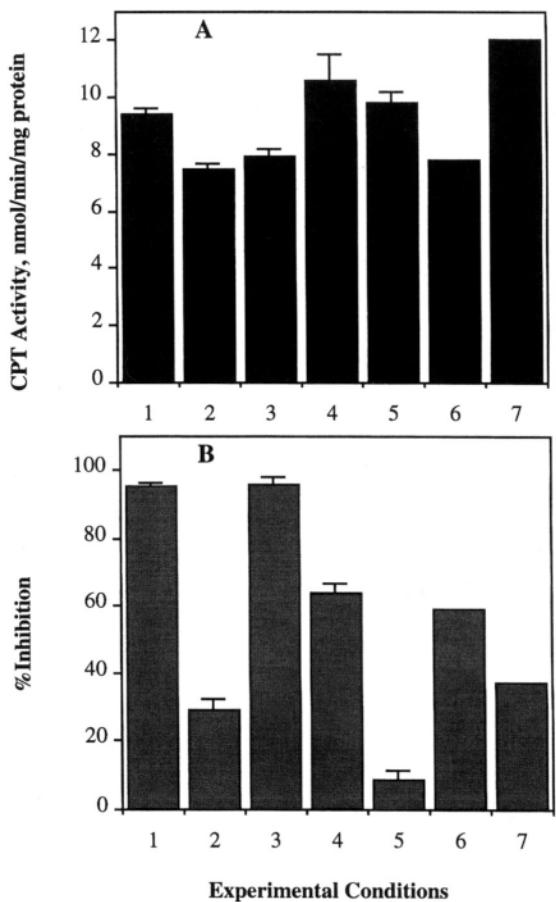 A
CPT Activity, nmol/min/mg protein
12
10
8
6
4
2
0
1 2 3 4 5 6 7
B
%Inhibition
100
80
60
40
20
0
1 2 3 4 5 6 7
Experimental Conditions